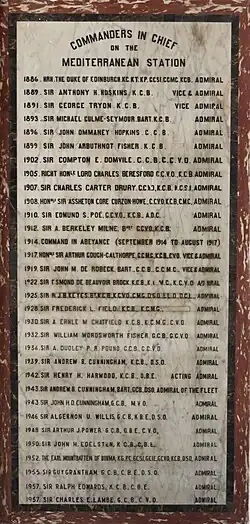 COMMANDERS IN CHIEF
ON THE
MEDITERRANEAN STATION
1886. HRH. THE DUKE OF EDINBURGH K.C. K.T. K.P. G.C.S.I. G.C.M.G. K.C.B. ADMIRAL
1889. SIR ANTHONY H HOSKINS, K.C.B. VICE ADMIRAL
1891. SIR GEORGE TRYON, K.C.B. VICE ADMIRAL
1893. SIR MICHAEL CULME-SEYMOUR, BART. K.C.B. ADMIRAL
1896. SIR JOHN OMMANEY HOPKINS, G.C.B. ADMIRAL
1899. SIR JOHN ARBUTHNOT FISHER, K.C.B. ADMIRAL
1902. SIR COMPTON E. DOMVILE, G.C.B. G.C.V.O. ADMIRAL
1905. RIGHT HONBLE LORD CHARLES BERESFORD G.C.V.O. K.C.B. ADMIRAL
1907. SIR CHARLES CARTER DRURY, ADMIRAL
1908. HONBLE SIR ASSHETON CORE CURZON HOWE, ADMIRAL
1910. SIR EDMUND S. POE, ADMIRAL
1912. SIR A. BERKELEY MILNE, ADMIRAL
1914. COMMAND IN ABEYANCE (SEPTEMBER 1914 TO AUGUST 1917)
1917. HONBLE SIR ARTHUR GOUGH-CALTHORPE, VICE & ADMIRAL
1919. SIR JOHN M. DE ROBECK, BART. VICE & ADMIRAL
1922. SIR OSMOND DE BEAUVOIR BROCK ADMIRAL
1925. SIR KEYES ADMIRAL
1928. SIR FREDERICK L. FIELD, ADMIRAL
1930. SIR A. ERNLE M CHATFIELD ADMIRAL
1932. SIR WILLIAM WORDSWORTH FISHER, ADMIRAL
SIR A. DUDLEY P.R. POUND, ADMIRAL
1939. SIR ANDREW B. CUNNINGHAM, K.C.B., D.S.O. ADMIRAL
1942. SIR HENRY H. HARWOOD, K.C.B., O.B.E. ACTING ADMIRAL
1943. SIR ANDREW B. CUNNINGHAM, BART. ADMIRAL OF THE FLEET
1943. SIR JOHN H.D. CUNNINGHAM, G.C.B., M.V.O. ADMIRAL
1946. SIR ALGERNON U. WILLIS, D.S.O. ADMIRAL
1948. SIR ARTHUR J. POWER, ADMIRAL
1950. SIR JOHN H. EDELSTEN, ADMIRAL
1952. THE EARL MOUNTBATTEN OF BURMA, ADMIRAL
1955. SIR GUY GRANTHAM, ADMIRAL
1957. SIR RALPH EDWARDS, K.C.B. C.B.E. ADMIRAL
1957. SIR CHARLES E. LAMBE, G.C.B., C.V.O. ADMIRAL